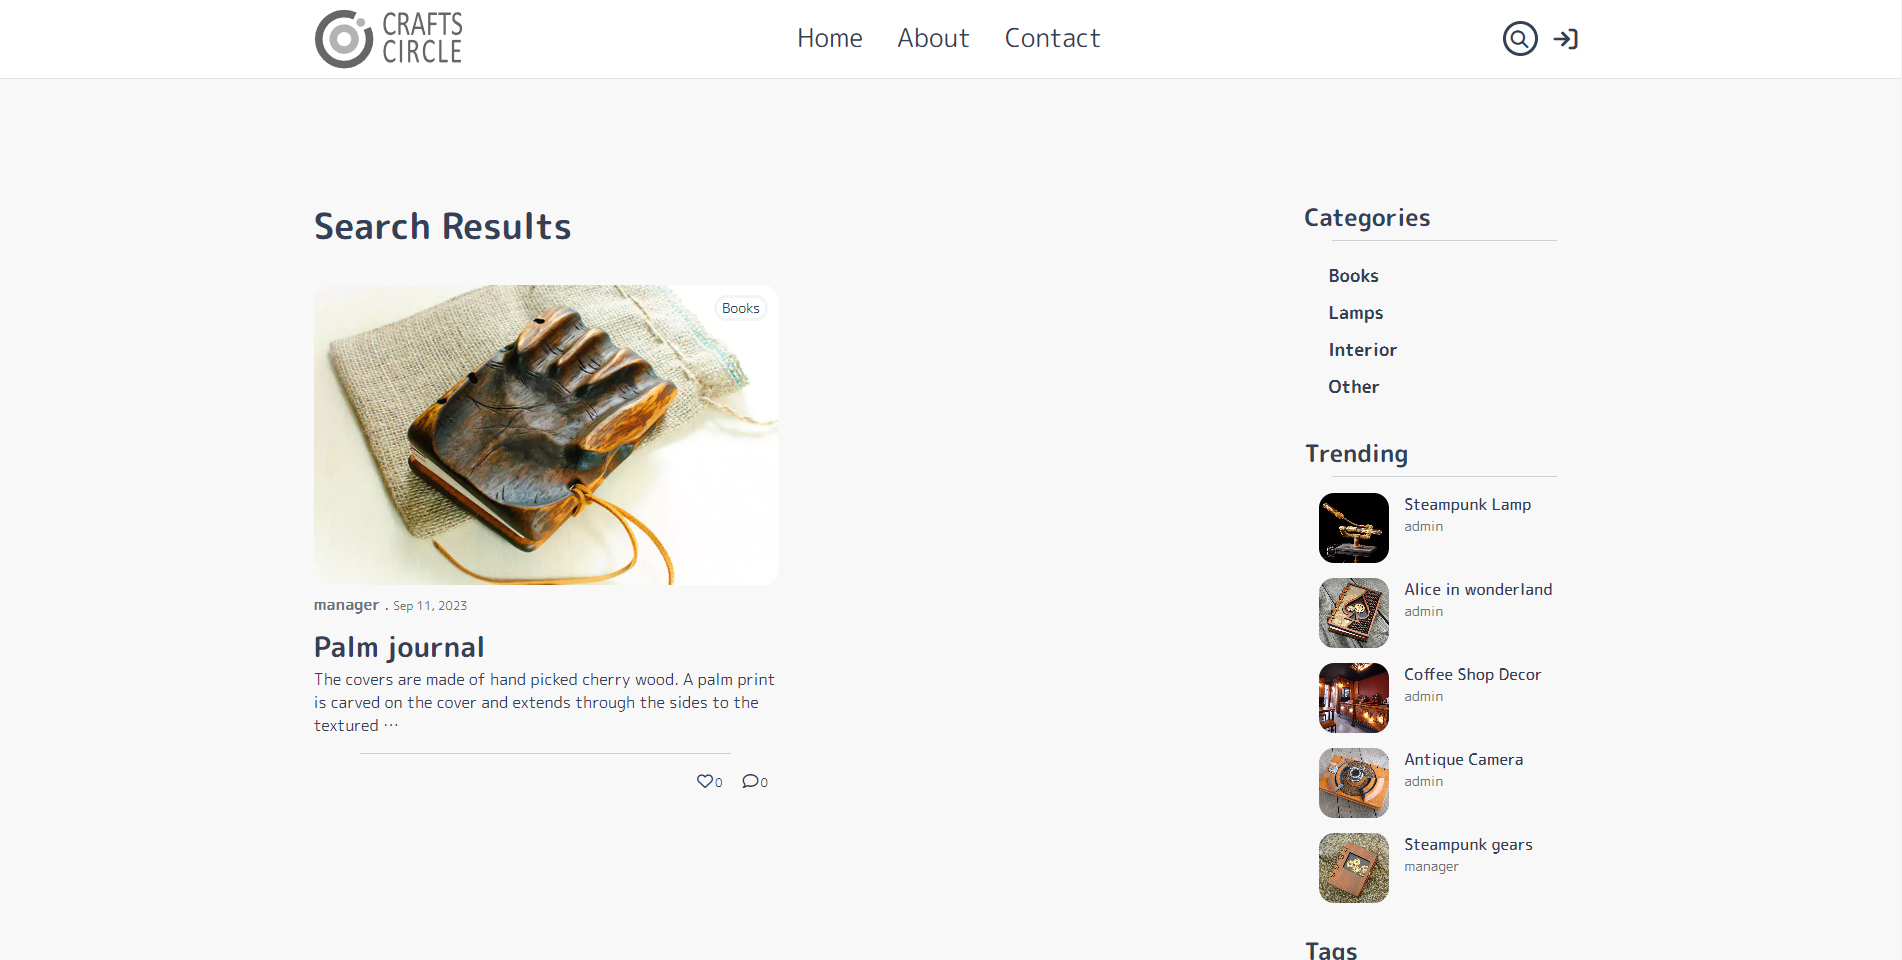 CRAFTS
CIRCLE
Home About Contact
Search Results
Books
manager . Sep 11, 2023
Palm journal
The covers are made of hand picked cherry wood. A palm print
is carved on the cover and extends through the sides to the
textured …
0 0
Categories
Books
Lamps
Interior
Other
Trending
Steampunk Lamp
admin
Alice in wonderland
admin
Coffee Shop Decor
admin
Antique Camera
admin
Steampunk gears
manager
Tags